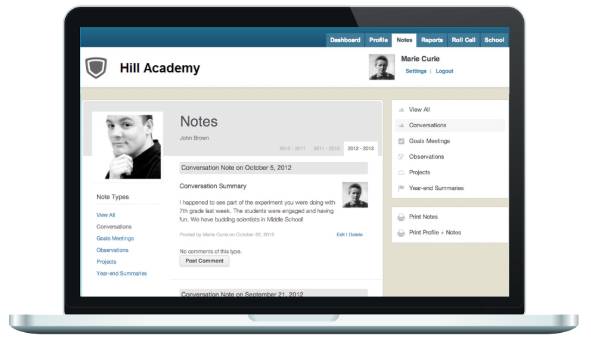 Dashboard Profile Notes Reports Roll Call School
Hill Academy
Marie Curie
Settings | Logout
Notes
John Brown
2010 - 2011 2011 - 2012 2012 - 2013
Conversation Note on October 5, 2012
Conversation Summary
I happened to see part of the experiment you were doing with
7th grade last week. The students were engaged and having
fun. We have budding scientists in Middle School!
Posted by Marie Curie on October 30, 2012
Edit | Delete
No comments of this type.
Post Comment
Conversation Note on September 21, 2012
Note Types
View All
Conversations
Goals Meetings
Observations
Projects
Year-end Summaries
View All
Conversations
Goals Meetings
Observations
Projects
Year-end Summaries
Print Notes
Print Profile + Notes